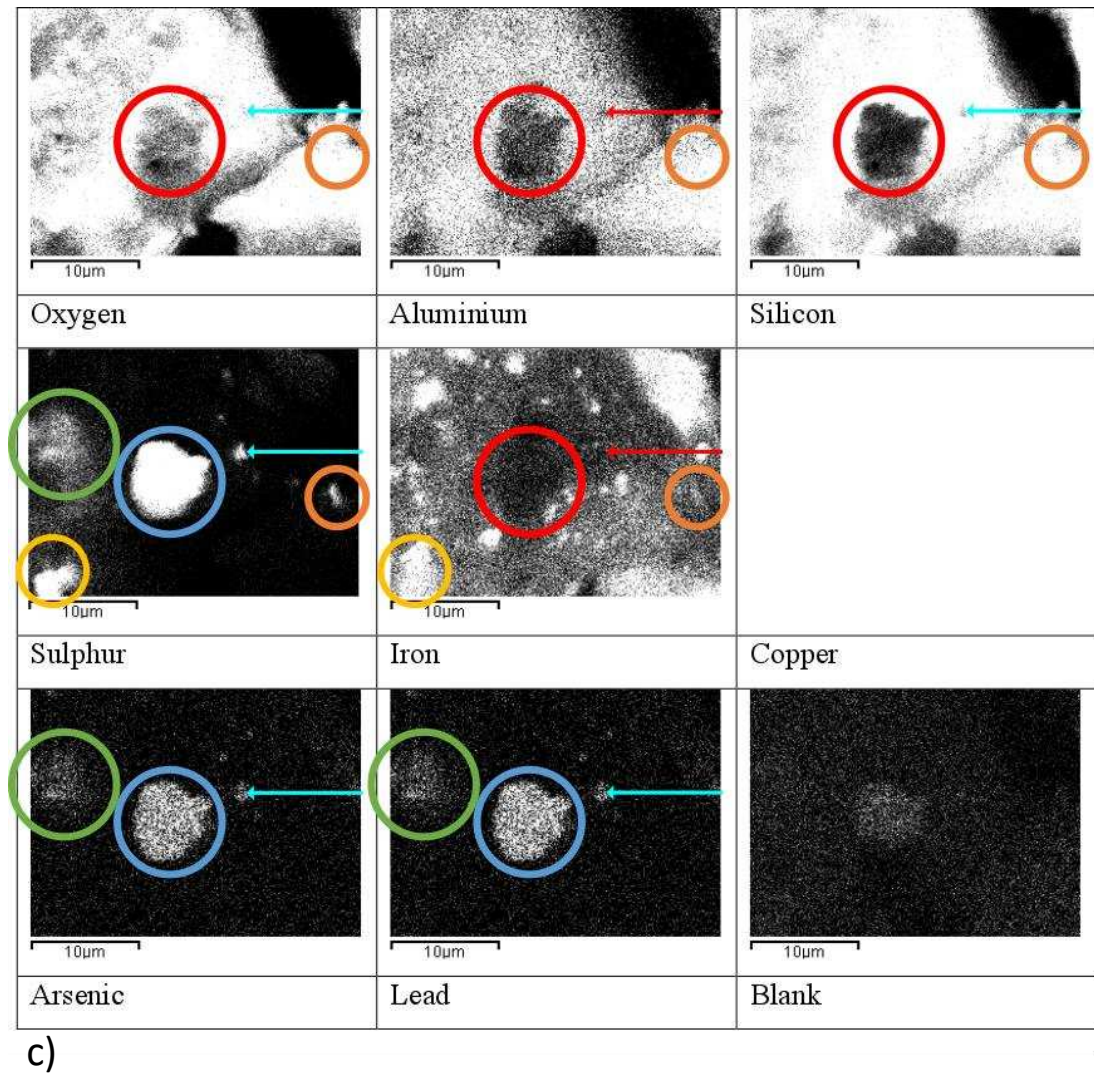 10µm 10µm 10µm
Oxygen Aluminium Silicon
10µm 10µm
Sulphur Iron Copper
10µm 10µm 10µm
Arsenic Lead Blank
c)